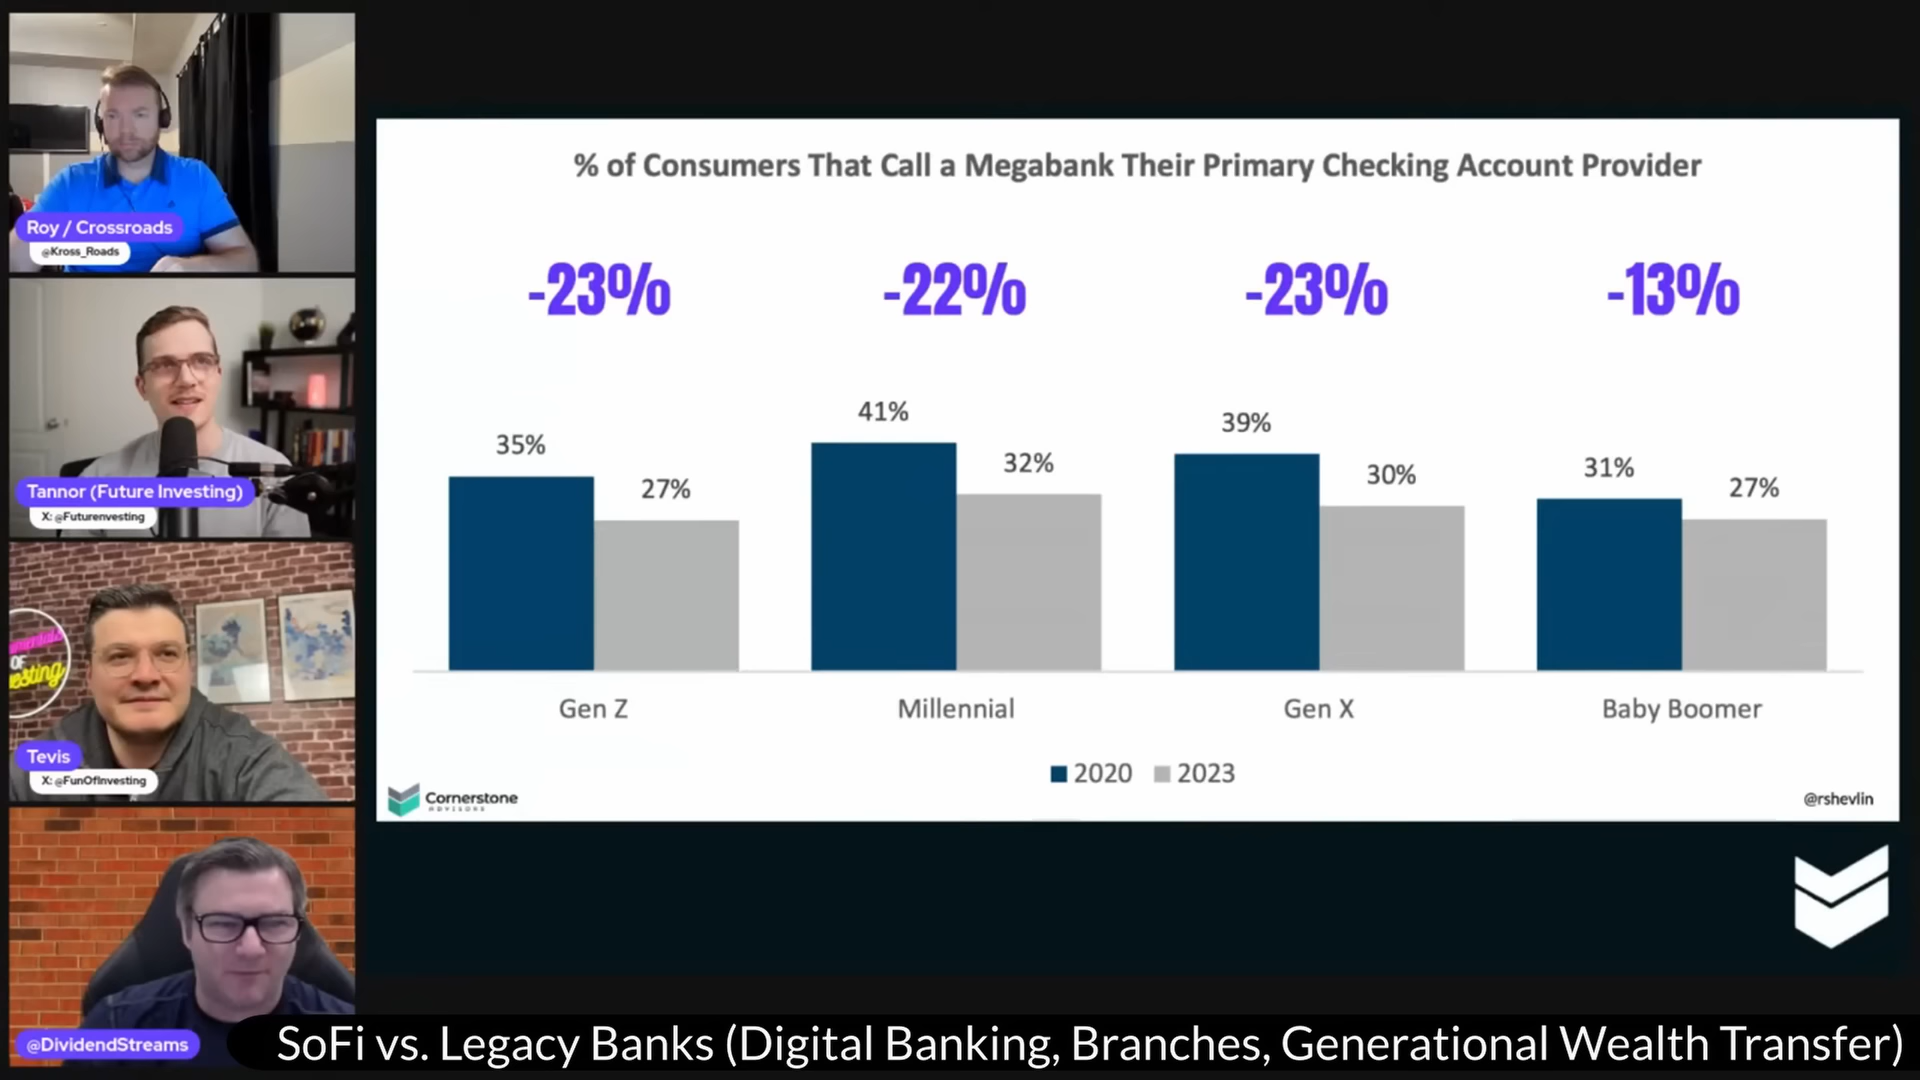 Roy / Crossroads
@Kross_Roads
Tannor (Future Investing)
X: @Futurenvesting
OF
Tevis
X: @FunOfInvesting
@DividendStreams
% of Consumers That Call a Megabank Their Primary Checking Account Provider
-23% -22% -23% -13%
35% 27% 41% 32% 39% 30% 31% 27%
Gen Z Millennial Gen X Baby Boomer
2020 2023
Cornerstone
ADVISORS
@rshevlin
SoFi vs. Legacy Banks (Digital Banking, Branches, Generational Wealth Transfer)